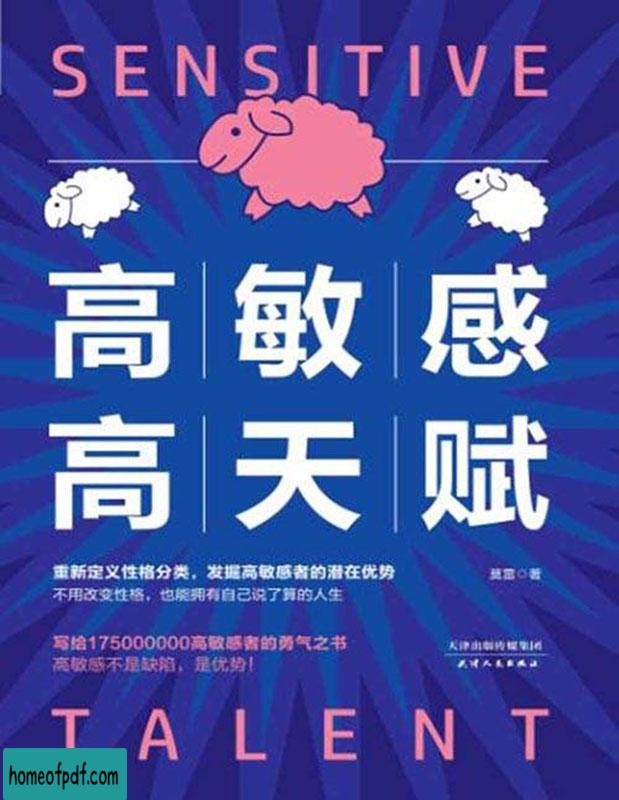 SENSITIVE
高敏感
高天赋
重新定义性格分类，发掘高敏感者的潜在优势
不用改变性格，也能拥有自己说了算的人生
莫雷○著
写给175000000高敏感者的勇气之书
高敏感不是缺陷，是优势！
天津出版传媒集团
天津人民出版社
TALENT
homeofpdf.com